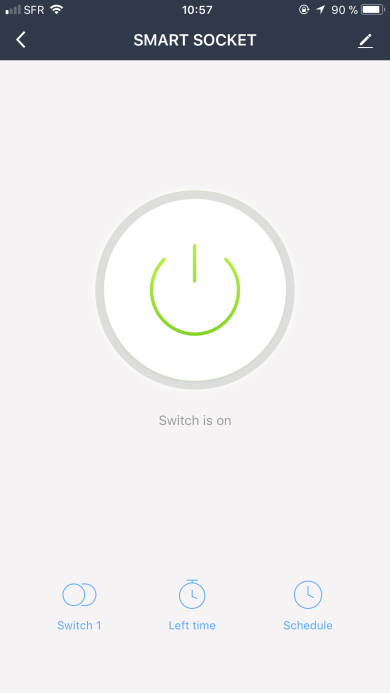 SFR 10:57 90 %
SMART SOCKET
Switch is on
Switch 1 Left time Schedule